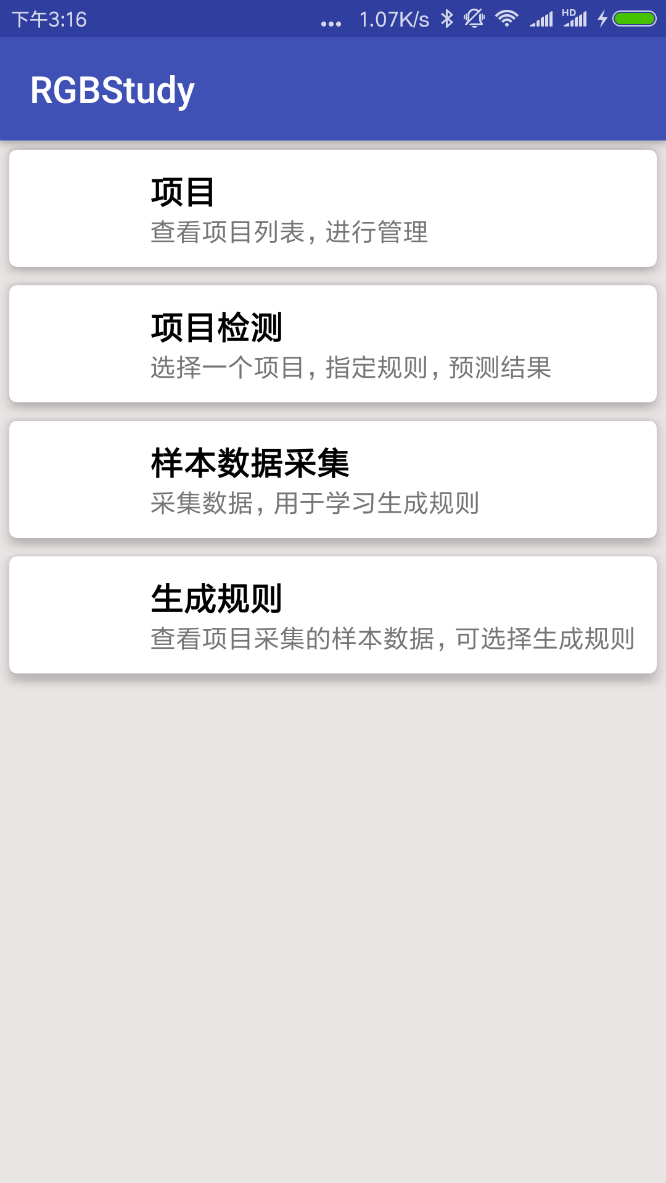 下午3:16 ... 1.07K/s HD
RGBStudy
项目
查看项目列表, 进行管理
项目检测
选择一个项目, 指定规则, 预测结果
样本数据采集
采集数据, 用于学习生成规则
生成规则
查看项目采集的样本数据, 可选择生成规则